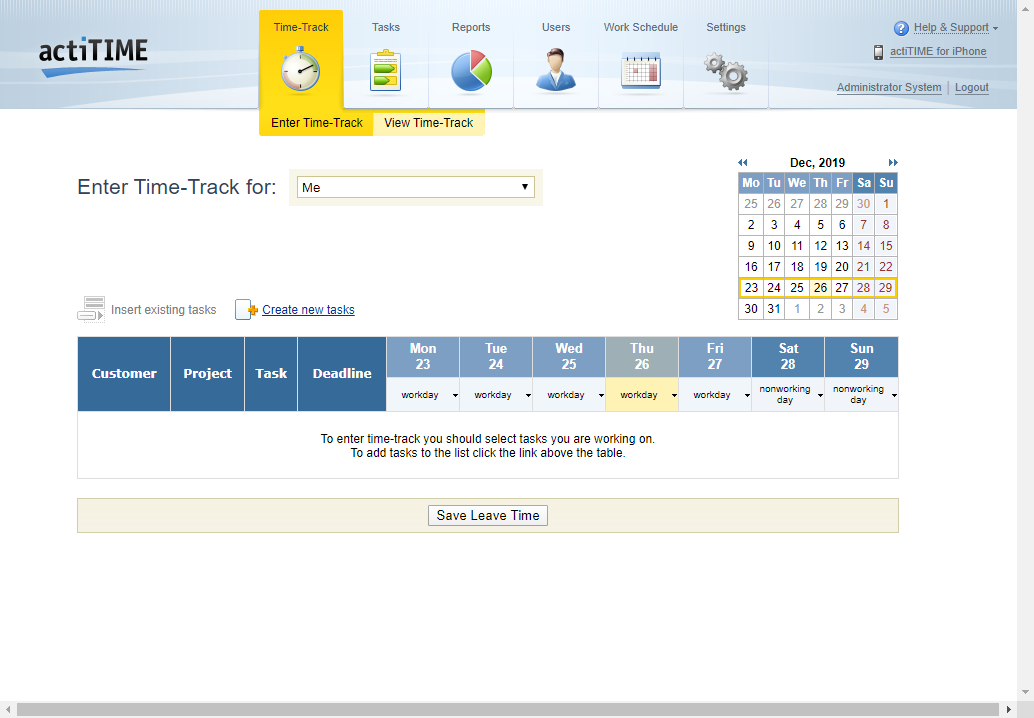 actiTIME
Time-Track Tasks Reports Users Work Schedule Settings
Help & Support
actiTIME for iPhone
Administrator System Logout
Enter Time-Track View Time-Track
Enter Time-Track for: Me
Dec, 2019
Mo Tu We Th Fr Sa Su
25 26 27 28 29 30 1
2 3 4 5 6 7 8
9 10 11 12 13 14 15
16 17 18 19 20 21 22
23 24 25 26 27 28 29
30 31 1 2 3 4 5
Insert existing tasks Create new tasks
Customer Project Task Deadline
Mon Tue Wed Thu Fri Sat Sun
23 24 25 26 27 28 29
workday workday workday workday workday nonworking day nonworking day
To enter time-track you should select tasks you are working on.
To add tasks to the list click the link above the table.
Save Leave Time